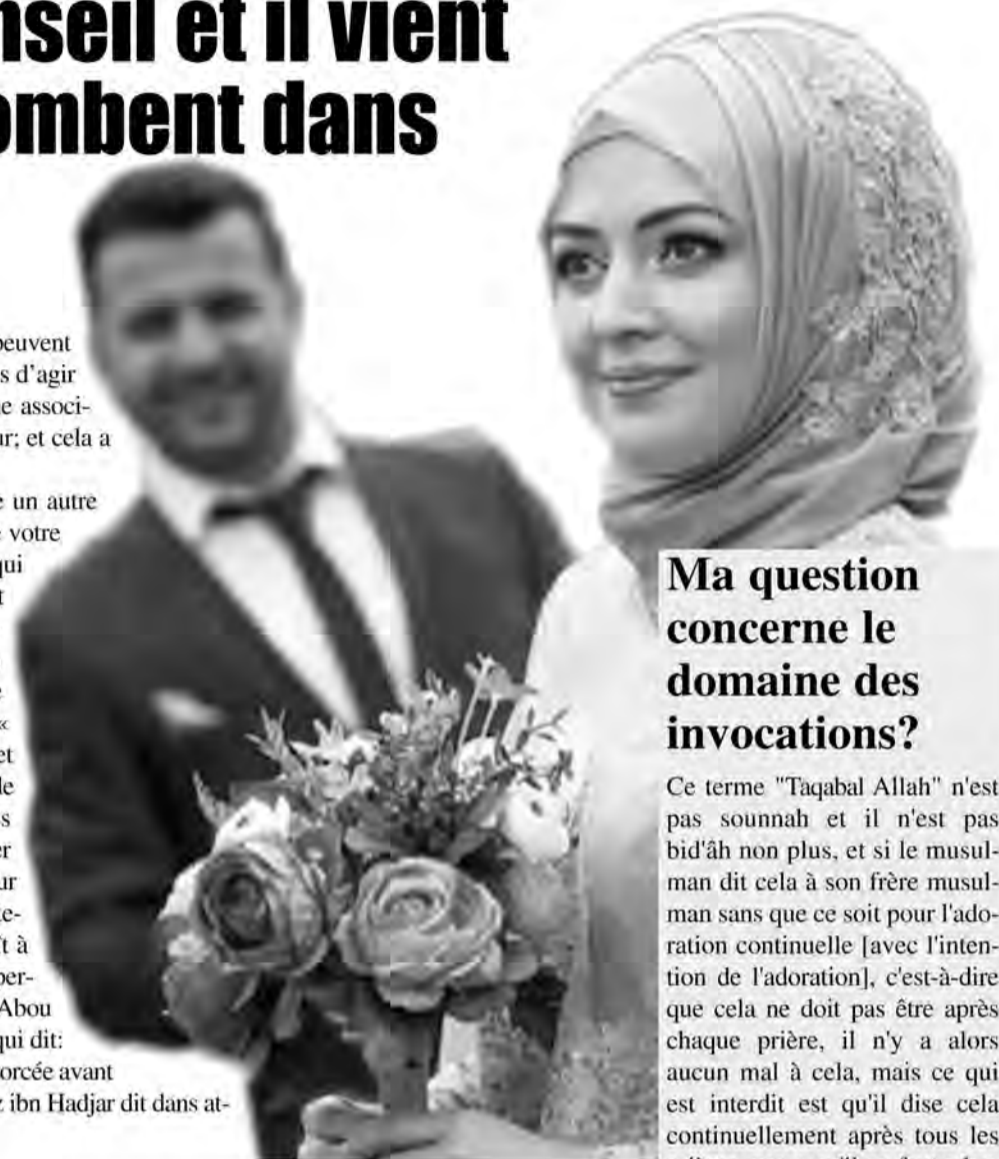 nseil et il vient
ombent dans
peuvent
s d'agir
e associ-
ur; et cela a
e un autre
votre
qui
t
«
et
le
s
er
ur
te-
ît à
per-
Abou
qui dit:
orcée avant
z ibn Hadjar dit dans at-
Ma question
concerne le
domaine des
invocations?
Ce terme "Taqabal Allah" n'est
pas sounnah et il n'est pas
bid'âh non plus, et si le musul-
man dit cela à son frère musul-
man sans que ce soit pour l'ado-
ration continuelle [avec l'inten-
tion de l'adoration], c'est-à-dire
que cela ne doit pas être après
chaque prière, il n'y a alors
aucun mal à cela, mais ce qui
est interdit est qu'il dise cela
continuellement après tous les